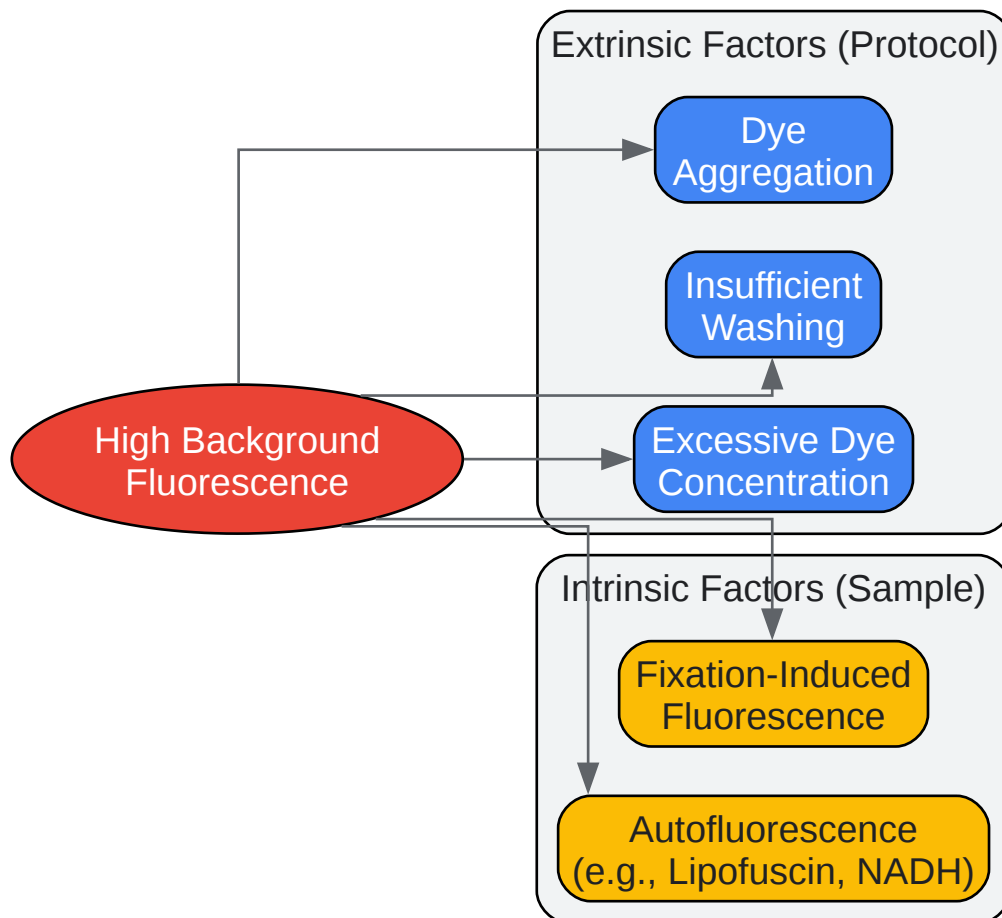 Extrinsic Factors (Protocol)
Dye
Aggregation
Insufficient
Washing
High Background
Fluorescence
Excessive Dye
Concentration
Intrinsic Factors (Sample)
Fixation-Induced
Fluorescence
Autofluorescence
(e.g., Lipofuscin, NADH)